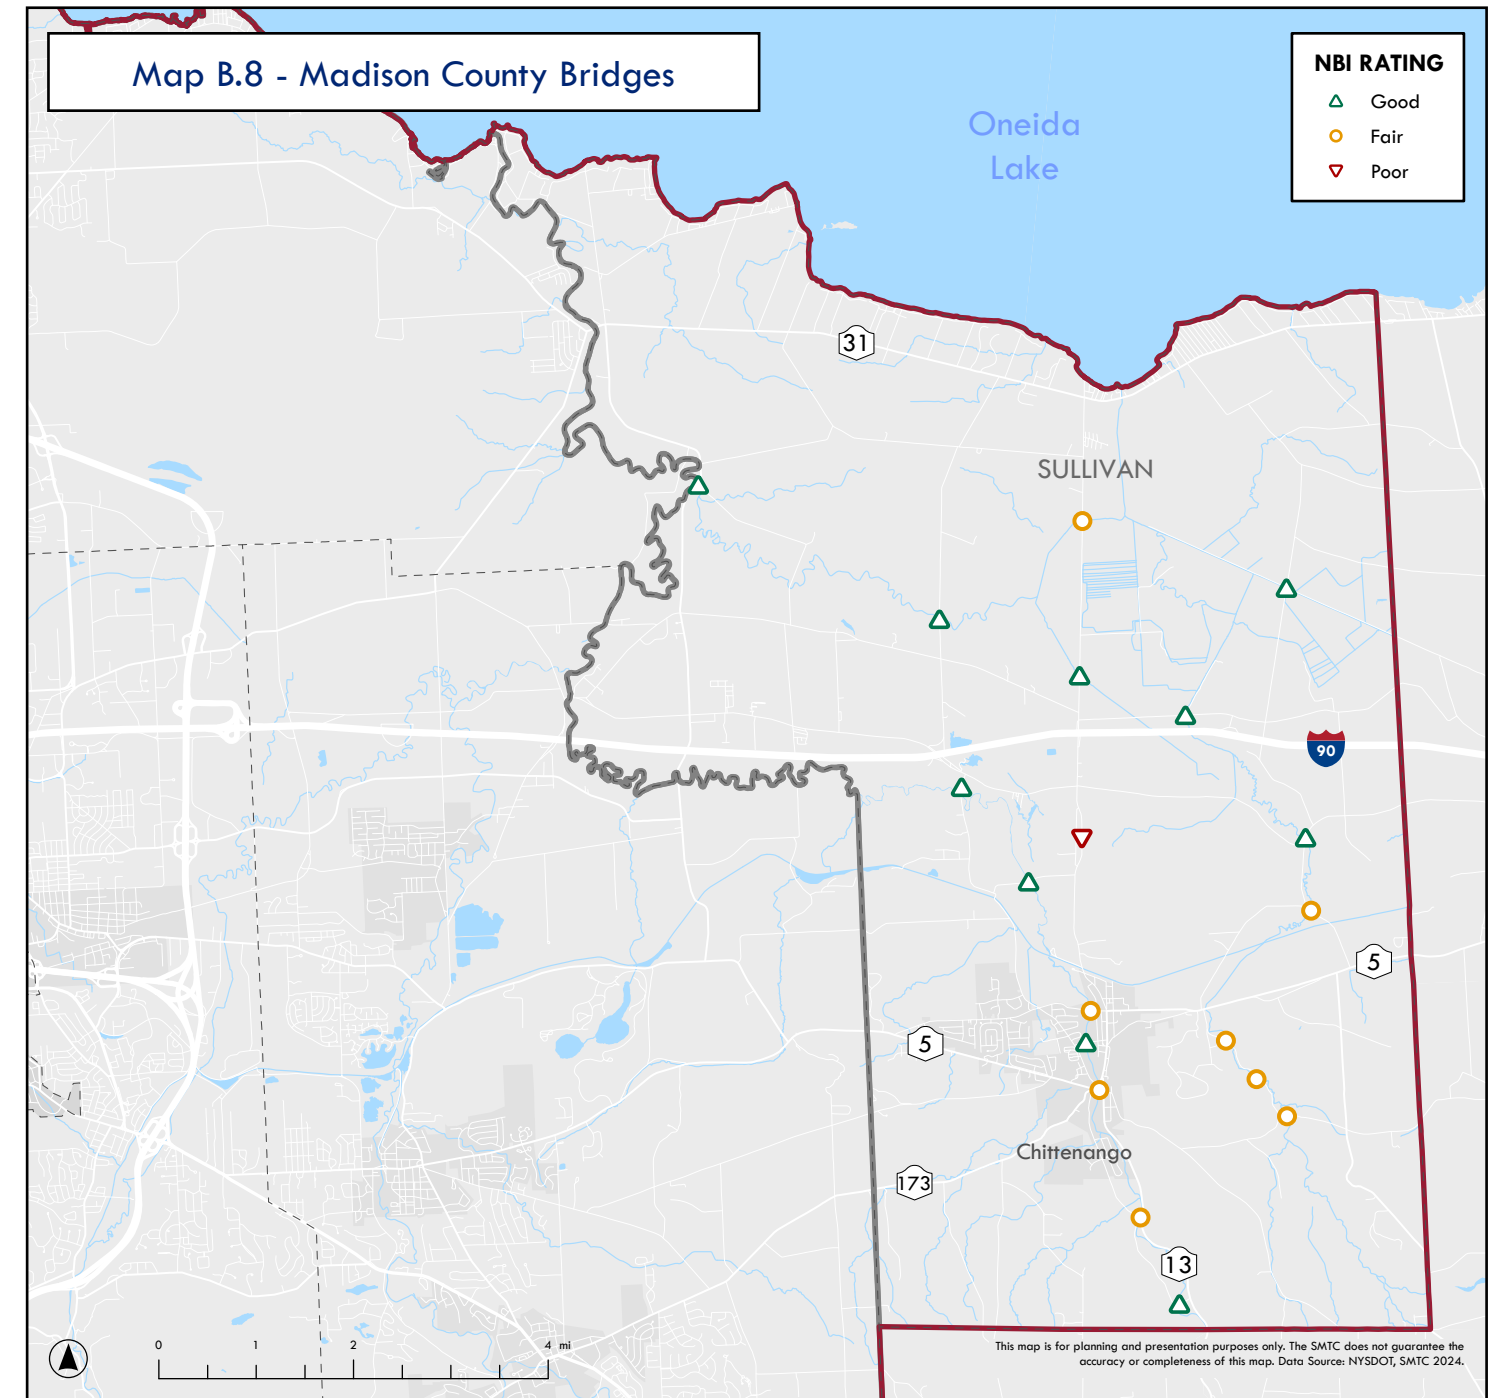 Map B.8 - Madison County Bridges
NBI RATING
Good
Fair
Poor
Oneida
Lake
31
SULLIVAN
90
5
5
Chittenango
173
13
0 1 2 4 mi
This map is for planning and presentation purposes only. The SMTC does not guarantee the
accuracy or completeness of this map. Data Source: NYSDOT, SMTC 2024.